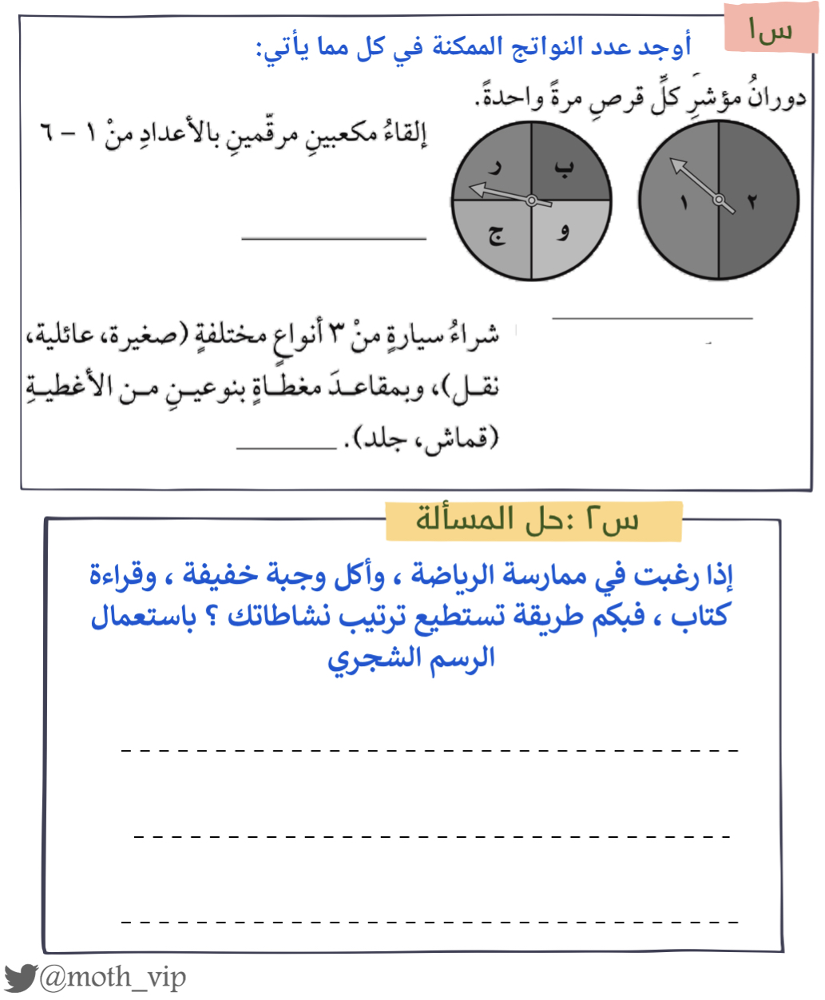 س١
أوجد عدد النواتج الممكنة في كل مما يأتي:
دورانُ مؤشرِ كلِّ قرصٍ مرةً واحدةً.
١
٢
ر
ب
ج
و
إلقاءُ مكعبينِ مرقّمينِ بالأعدادِ منْ ١ – ٦
شراءُ سيارةٍ منْ ٣ أنواعٍ مختلفةٍ (صغيرة، عائلية،
نقل)، وبمقاعدَ مغطاةٍ بنوعينِ من الأغطيةِ
(قماش، جلد).
س٢ :حل المسألة
إذا رغبت في ممارسة الرياضة ، وأكل وجبة خفيفة ، وقراءة
كتاب ، فبكم طريقة تستطيع ترتيب نشاطاتك ؟ باستعمال
الرسم الشجري
@moth_vip